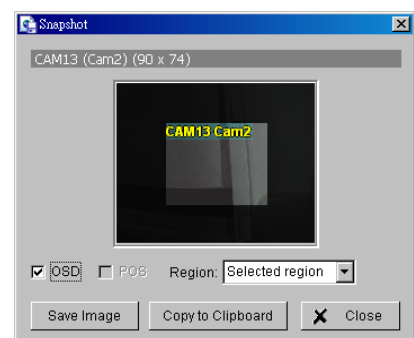 Snapshot
CAM13 (Cam2) (90 x 74)
CAM13 Cam2
OSD POS Region: Selected region
Save Image Copy to Clipboard Close